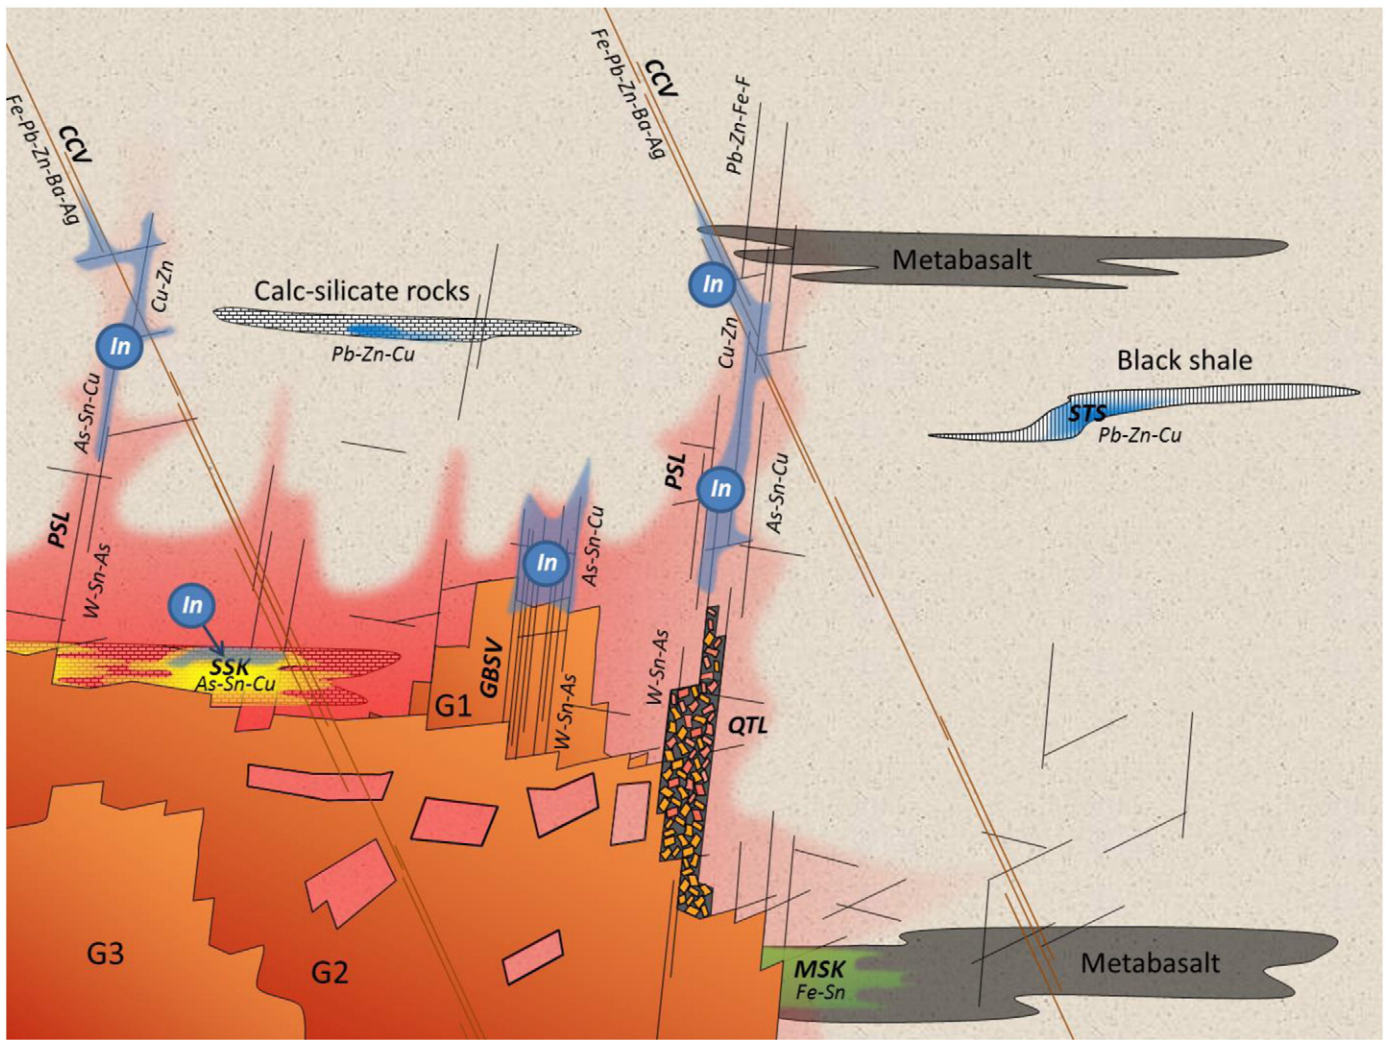 CCV
Fe-Pb-Zn-Ba-Ag
CCV
Fe-Pb-Zn-Ba-Ag
Pb-Zn-Fe-F
Metabasalt
In
Cu-Zn
Calc-silicate rocks
Pb-Zn-Cu
In
Cu-Zn
Black shale
STS
Pb-Zn-Cu
As-Sn-Cu
PSL
W-Sn-As
PSL
In
As-Sn-Cu
In
As-Sn-Cu
In
SSK
As-Sn-Cu
G1
GBSV
W-Sn-As
W-Sn-As
QTL
G3
G2
MSK
Fe-Sn
Metabasalt